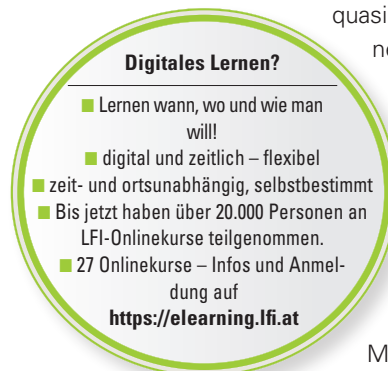 quasi
Digitales Lernen?
■ Lernen wann, wo und wie man
will!
■ digital und zeitlich – flexibel
■ zeit- und ortsunabhängig, selbstbestimmt
■ Bis jetzt haben über 20.000 Personen an
LFI-Onlinekurse teilgenommen.
■ 27 Onlinekurse – Infos und Anmel-
dung auf
https://elearning.lfi.at